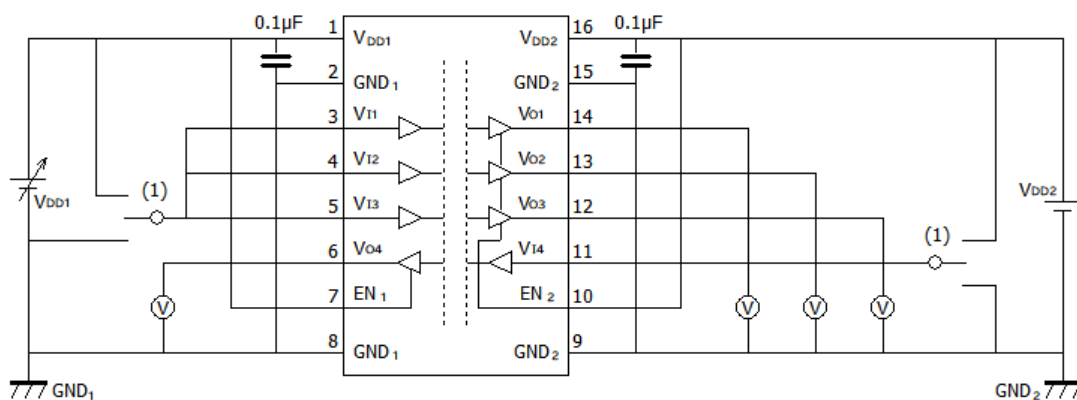 0.1µF 1 VDD1 VDD2 16 0.1µF
2 GND1 GND2 15
3 VI1 VO1 14
4 VI2 VO2 13
VDD1 (1) 5 VI3 VO3 12 (1) VDD2
6 VO4 VI4 11
V 7 EN1 EN2 10 V V V
8 GND1 GND2 9
GND1 GND2